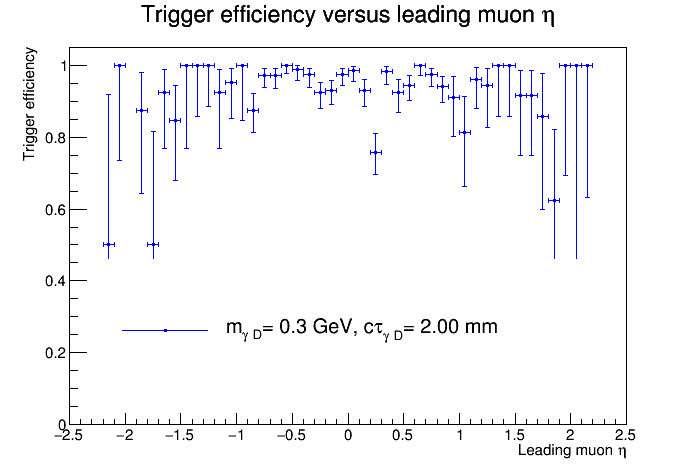 Trigger efficiency versus leading muon η
Trigger efficiency
1
0.8
0.6
0.4
0.2
0
m_γ D= 0.3 GeV, cτ_γ D= 2.00 mm
−2.5 −2 −1.5 −1 −0.5 0 0.5 1 1.5 2 2.5
Leading muon η